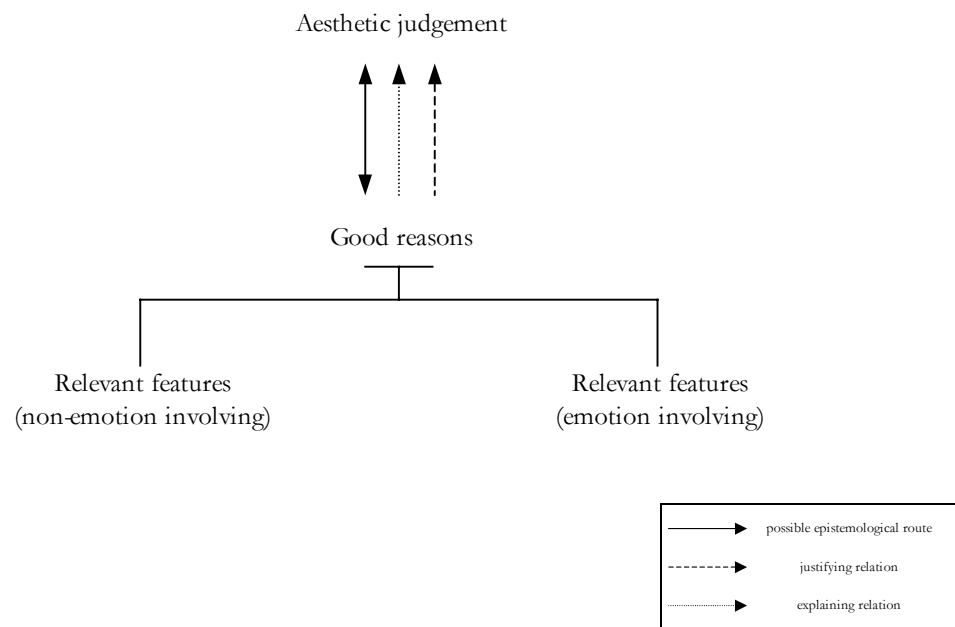 Aesthetic judgement
Good reasons
Relevant features
(non-emotion involving)
Relevant features
(emotion involving)
possible epistemological route
justifying relation
explaining relation